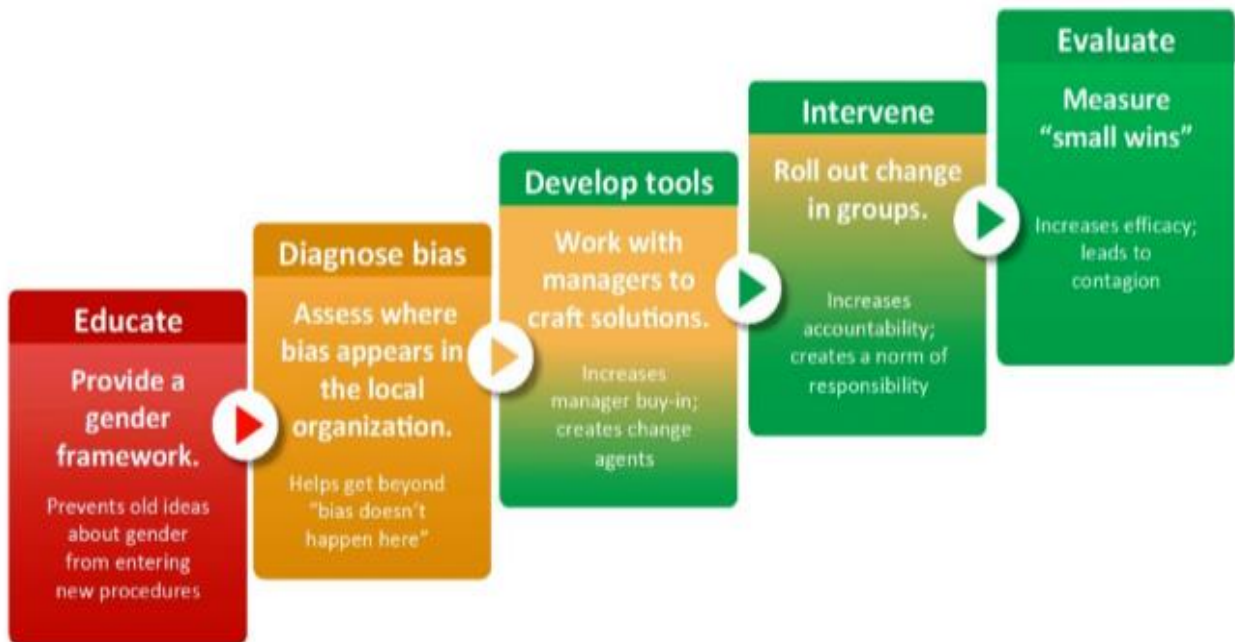 Educate
Provide a
gender
framework.
Prevents old ideas
about gender
from entering
new procedures
Diagnose bias
Assess where
bias appears in
the local
organization.
Helps get beyond
"bias doesn't
happen here"
Develop tools
Work with
managers to
craft solutions.
Increases
manager buy-in;
creates change
agents
Intervene
Roll out change
in groups.
Increases
accountability;
creates a norm of
responsibility
Evaluate
Measure
“small wins”
Increases efficacy;
leads to
contagion